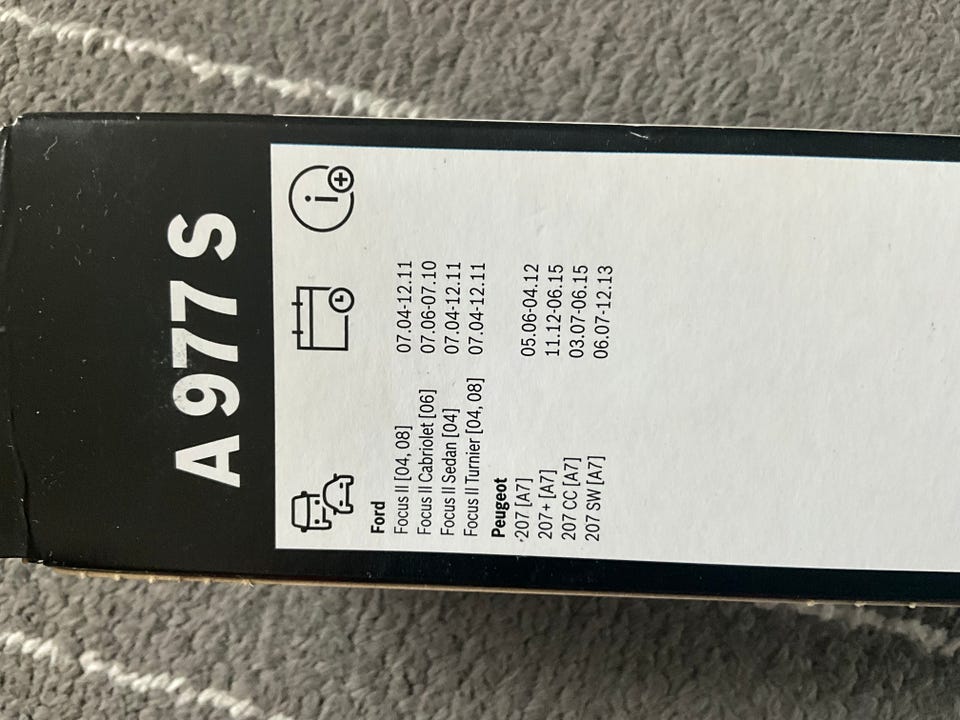 A 977 S
Ford
Focus II [04, 08] 07.04-12.11
Focus II Cabriolet [06] 07.06-07.10
Focus II Sedan [04] 07.04-12.11
Focus II Turnier [04, 08] 07.04-12.11
Peugeot
207 [A7] 05.06-04.12
207+ [A7] 11.12-06.15
207 CC [A7] 03.07-06.15
207 SW [A7] 06.07-12.13